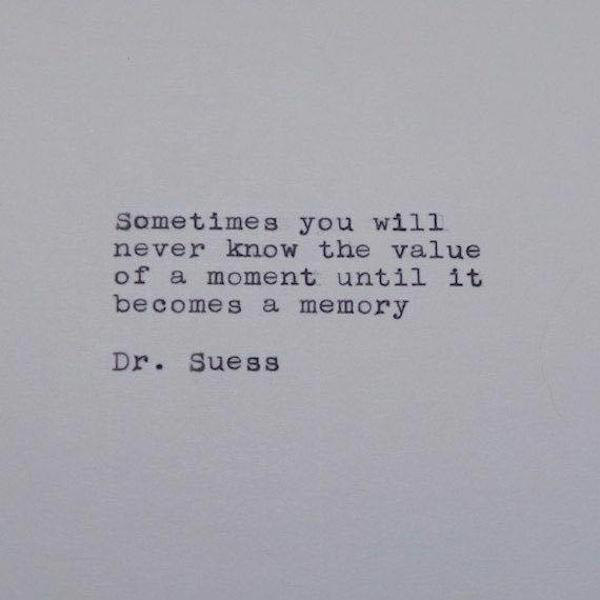 Sometimes you will
never know the value
of a moment until it
becomes a memory
Dr. Suess